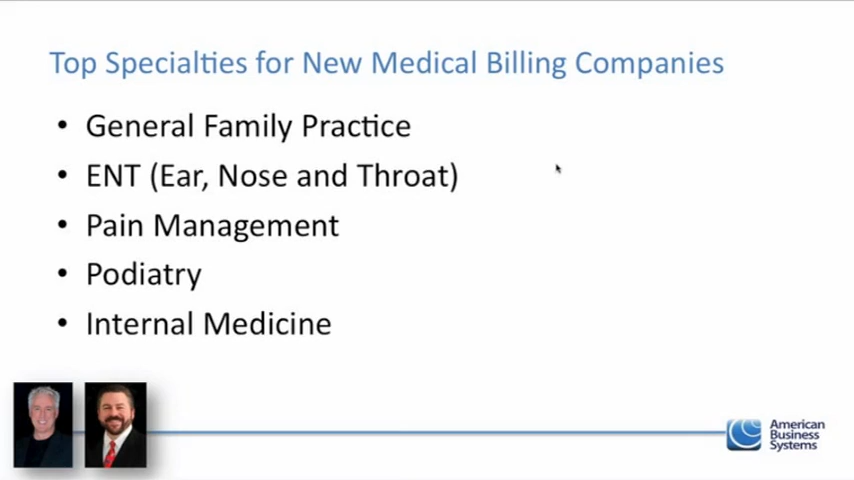 Top Specialties for New Medical Billing Companies
• General Family Practice
• ENT (Ear, Nose and Throat)
• Pain Management
• Podiatry
• Internal Medicine
American
Business
Systems